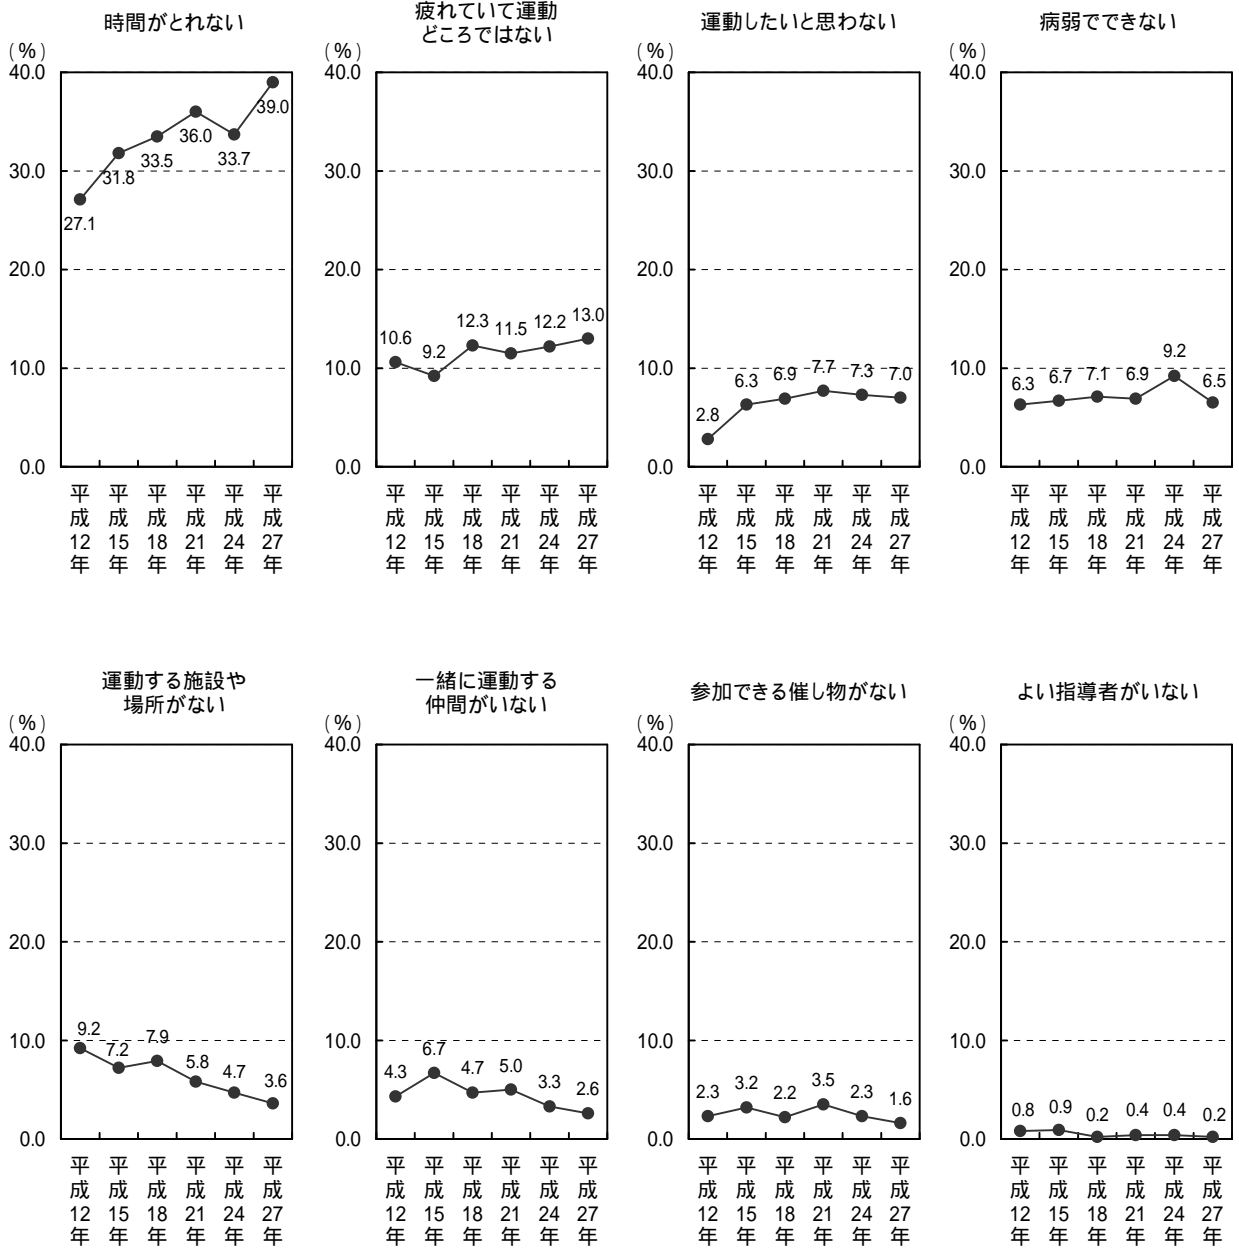 時間がとれない
(%)
40.0
30.0
20.0
10.0
0.0
27.1
31.8
33.5
36.0
33.7
39.0
平成12年
平成15年
平成18年
平成21年
平成24年
平成27年
疲れていて運動
どころではない
(%)
40.0
30.0
20.0
10.0
0.0
10.6
9.2
12.3
11.5
12.2
13.0
平成12年
平成15年
平成18年
平成21年
平成24年
平成27年
運動したいと思わない
(%)
40.0
30.0
20.0
10.0
0.0
2.8
6.3
6.9
7.7
7.3
7.0
平成12年
平成15年
平成18年
平成21年
平成24年
平成27年
病弱でできない
(%)
40.0
30.0
20.0
10.0
0.0
6.3
6.7
7.1
6.9
9.2
6.5
平成12年
平成15年
平成18年
平成21年
平成24年
平成27年
運動する施設や
場所がない
(%)
40.0
30.0
20.0
10.0
0.0
9.2
7.2
7.9
5.8
4.7
3.6
平成12年
平成15年
平成18年
平成21年
平成24年
平成27年
一緒に運動する
仲間がいない
(%)
40.0
30.0
20.0
10.0
0.0
4.3
6.7
4.7
5.0
3.3
2.6
平成12年
平成15年
平成18年
平成21年
平成24年
平成27年
参加できる催し物がない
(%)
40.0
30.0
20.0
10.0
0.0
2.3
3.2
2.2
3.5
2.3
1.6
平成12年
平成15年
平成18年
平成21年
平成24年
平成27年
よい指導者がいない
(%)
40.0
30.0
20.0
10.0
0.0
0.8
0.9
0.2
0.4
0.4
0.2
平成12年
平成15年
平成18年
平成21年
平成24年
平成27年